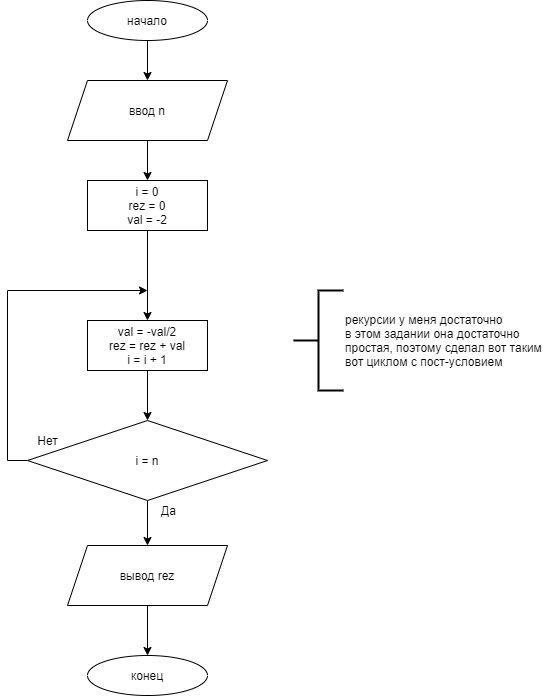 начало
ввод n
i = 0
rez = 0
val = -2
val = -val/2
rez = rez + val
i = i + 1
рекурсии у меня достаточно
в этом задании она достаточно
простая, поэтому сделал вот таким
вот циклом с пост-условием
Нет
i = n
Да
вывод rez
конец